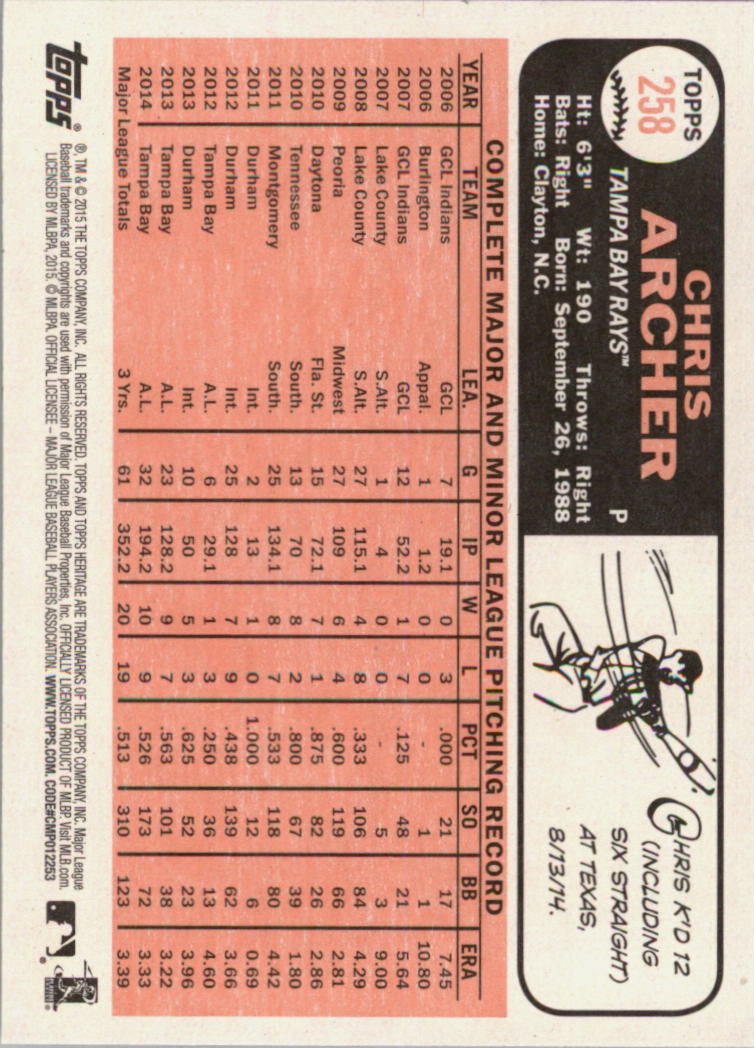 TOPPS
258
CHRIS
ARCHER
TAMPA BAY RAYS™ P
Ht: 6'3" Wt: 190 Throws: Right
Bats: Right Born: September 26, 1988
Home: Clayton, N.C.
CHRIS K'D 12
(INCLUDING
SIX STRAIGHT)
AT TEXAS,
8/13/14.
COMPLETE MAJOR AND MINOR LEAGUE PITCHING RECORD
YEAR TEAM LEA. G IP W L PCT SO BB ERA
2006 GCL Indians GCL 7 19.1 0 3 .000 21 17 7.45
2006 Burlington Appal. 1 1.2 0 0 - 1 1 10.80
2007 GCL Indians GCL 12 52.2 1 7 .125 48 21 5.64
2007 Lake County S.Alt. 1 4 0 0 - 5 3 9.00
2008 Lake County S.Alt. 27 115.1 4 8 .333 106 84 4.29
2009 Peoria Midwest 27 109 6 4 .600 119 66 2.81
2010 Daytona Fla. St. 15 72.1 7 1 .875 82 26 2.86
2010 Tennessee South. 13 70 8 2 .800 67 39 1.80
2011 Montgomery South. 25 134.1 8 7 .533 118 80 4.42
2011 Durham Int. 2 13 1 0 1.000 12 6 0.69
2012 Durham Int. 25 128 7 9 .438 139 62 3.66
2012 Tampa Bay A.L. 6 29.1 1 3 .250 36 13 4.60
2013 Durham Int. 10 50 5 3 .625 52 23 3.96
2013 Tampa Bay A.L. 23 128.2 9 7 .563 101 38 3.22
2014 Tampa Bay A.L. 32 194.2 10 9 .526 173 72 3.33
Major League Totals 3 Yrs. 61 352.2 20 19 .513 310 123 3.39
topps®
®, TM & © 2015 THE TOPPS COMPANY, INC. ALL RIGHTS RESERVED. TOPPS AND TOPPS HERITAGE ARE TRADEMARKS OF THE TOPPS COMPANY, INC. Major League
Baseball trademarks and copyrights are used with permission of Major League Baseball Properties, Inc. OFFICIALLY LICENSED PRODUCT OF MLBP. Visit MLB.com.
LICENSED BY MLBPA, 2015. © MLBPA. OFFICIAL LICENSEE – MAJOR LEAGUE BASEBALL PLAYERS ASSOCIATION. WWW.TOPPS.COM. CODE#CMP012253